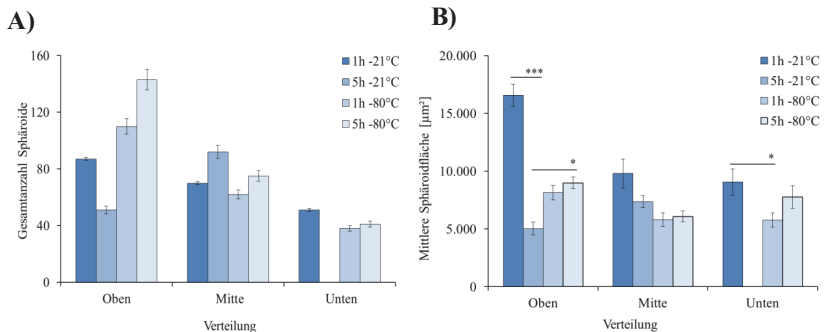 A)
Gesamtanzahl Sphäroide
160
120
80
40
0
Oben
Mitte
Unten
Verteilung
1h -21°C
5h -21°C
1h -80°C
5h -80°C
B)
Mittlere Sphäroidfläche [µm²]
20.000
15.000
10.000
5.000
0
***
*
*
Oben
Mitte
Unten
Verteilung
1h -21°C
5h -21°C
1h -80°C
5h -80°C